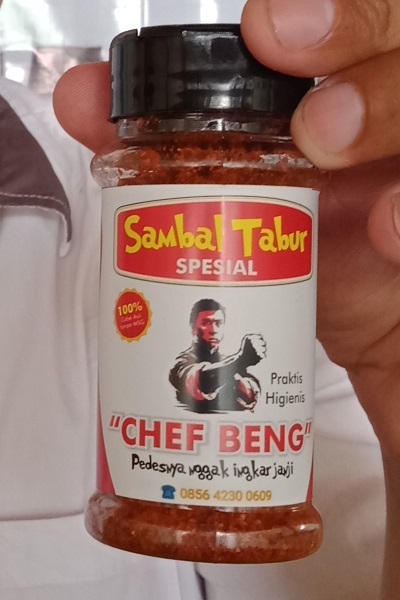 Sambal Tabur
SPESIAL
100%
Praktis
Higienis
"CHEF BENG"
Pedesnya nggak ingkar janji
☎ 0856 4230 0609